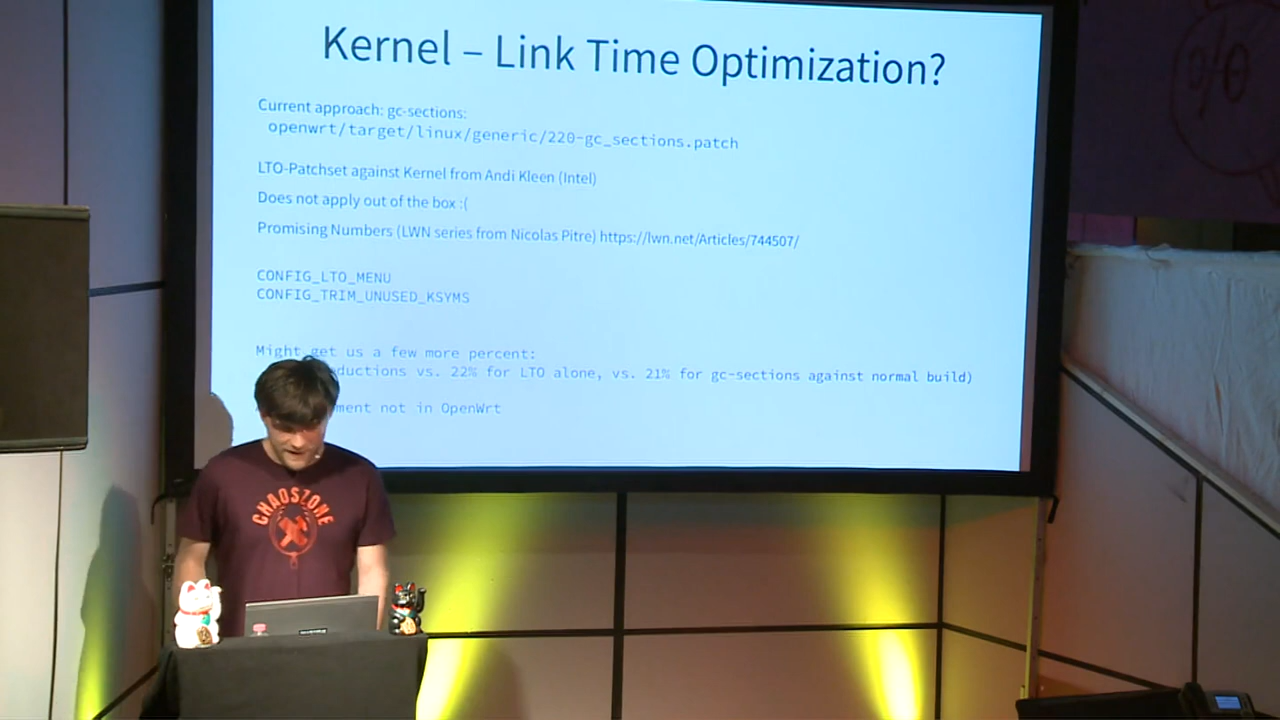 Kernel – Link Time Optimization?
Current approach: gc-sections:
openwrt/target/linux/generic/220-gc_sections.patch
LTO-Patchset against Kernel from Andi Kleen (Intel)
Does not apply out of the box :(
Promising Numbers (LWN series from Nicolas Pitre) https://lwn.net/Articles/744507/
CONFIG_LTO_MENU
CONFIG_TRIM_UNUSED_KSYMS
Might get us a few more percent:
vs. 22% for LTO alone, vs. 21% for gc-sections against normal build)
not in OpenWrt
CHAOSZONE